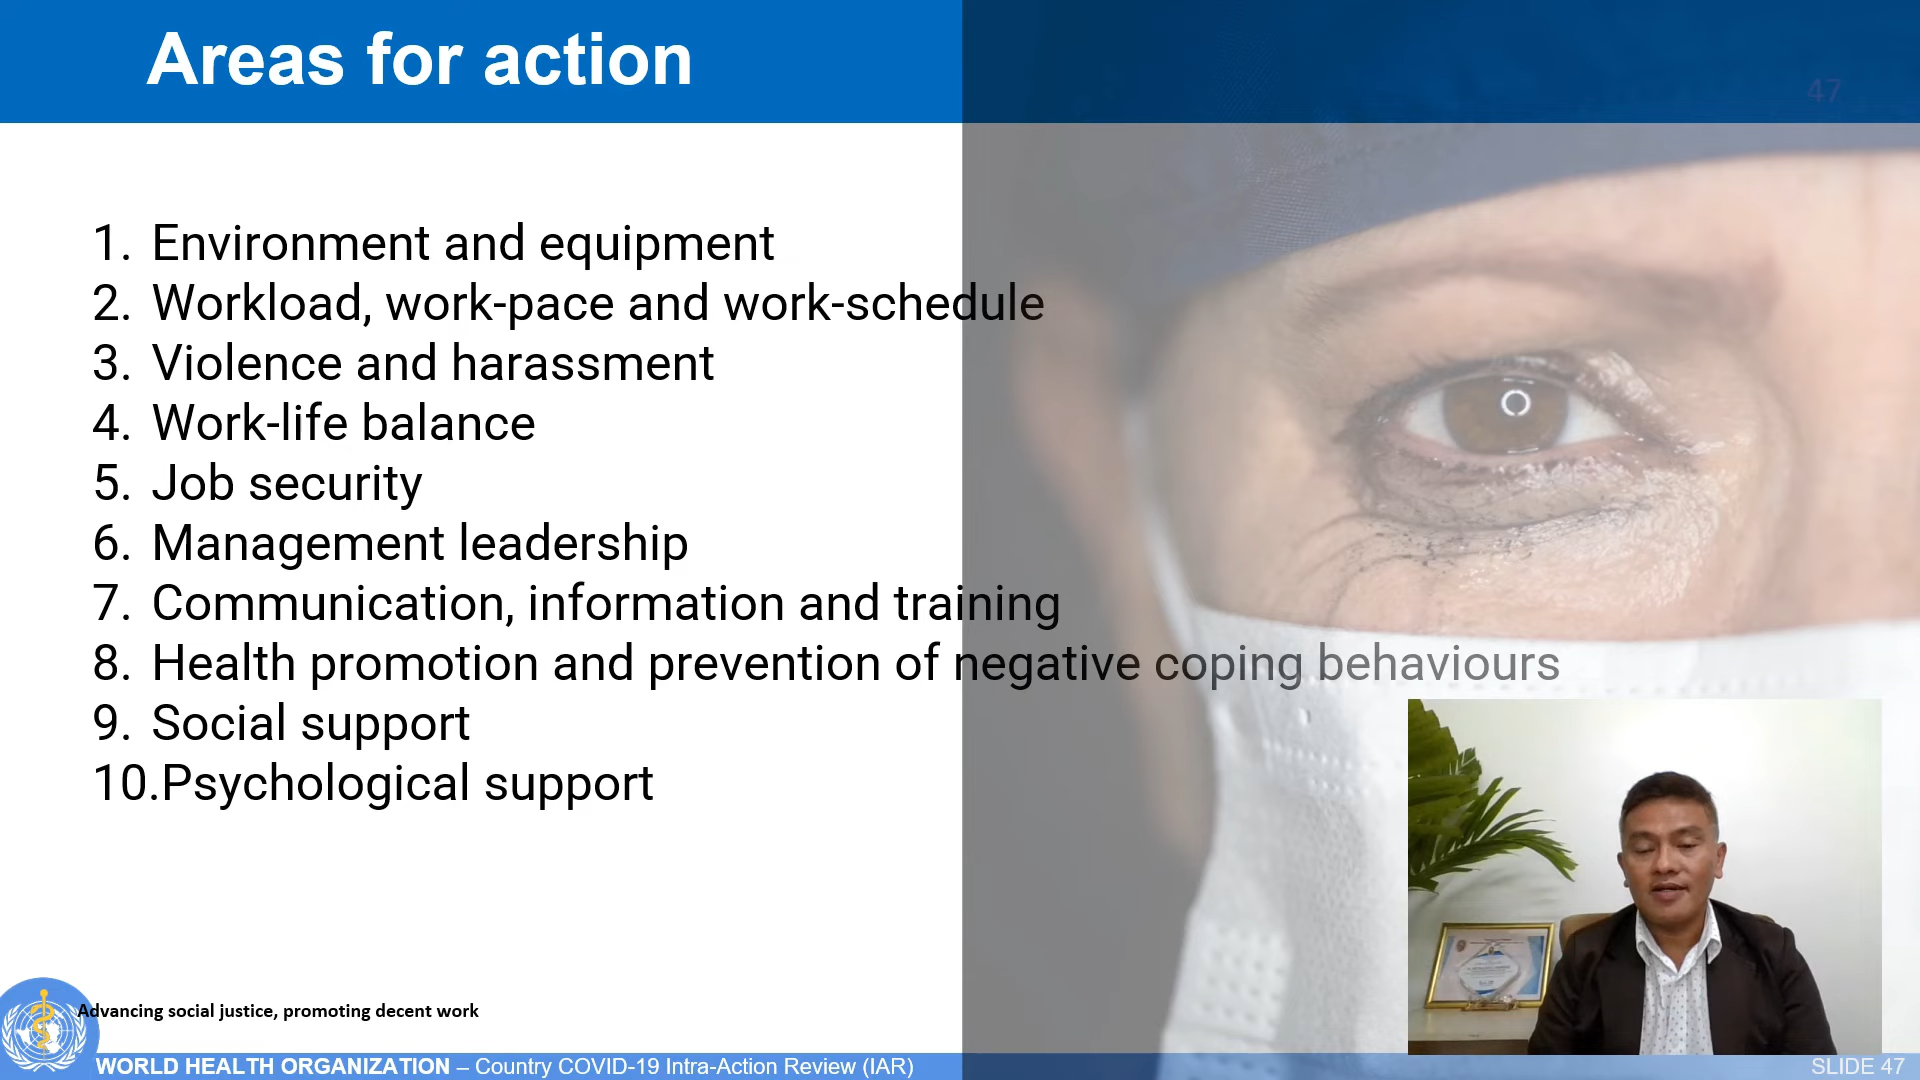 Areas for action
47
1. Environment and equipment
2. Workload, work-pace and work-schedule
3. Violence and harassment
4. Work-life balance
5. Job security
6. Management leadership
7. Communication, information and training
8. Health promotion and prevention of negative coping behaviours
9. Social support
10.Psychological support
Advancing social justice, promoting decent work
WORLD HEALTH ORGANIZATION – Country COVID-19 Intra-Action Review (IAR)
SLIDE 47